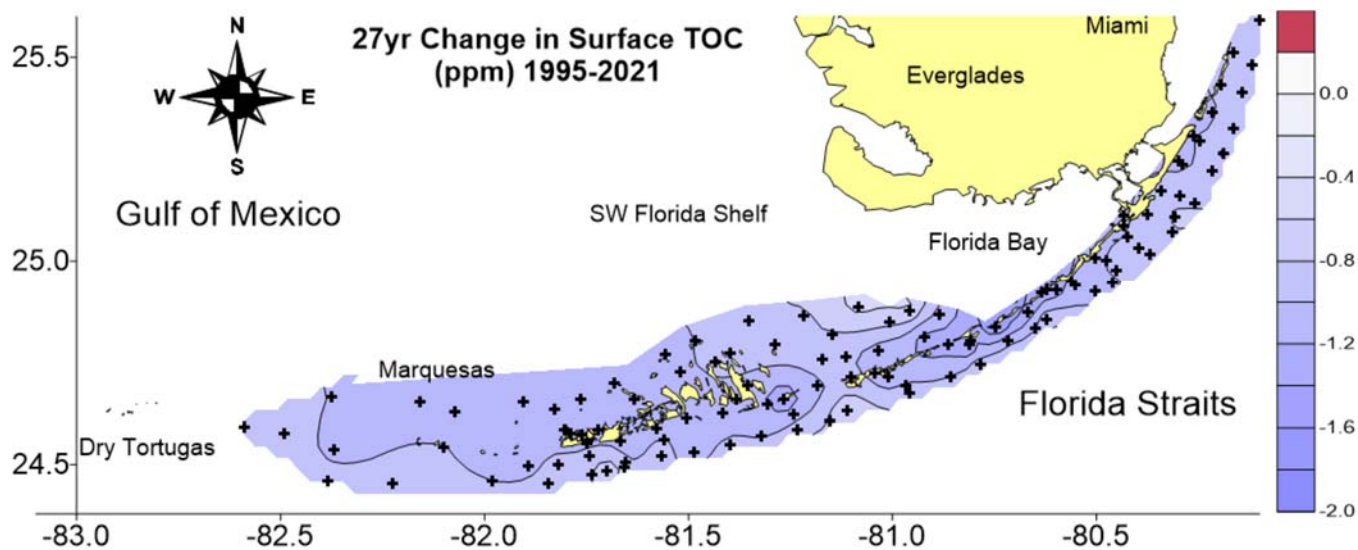 27yr Change in Surface TOC
(ppm) 1995-2021
N
W E
S
Miami
Everglades
Gulf of Mexico
SW Florida Shelf
Florida Bay
Marquesas
Florida Straits
Dry Tortugas
25.5
25.0
24.5
-83.0 -82.5 -82.0 -81.5 -81.0 -80.5
0.0
-0.4
-0.8
-1.2
-1.6
-2.0